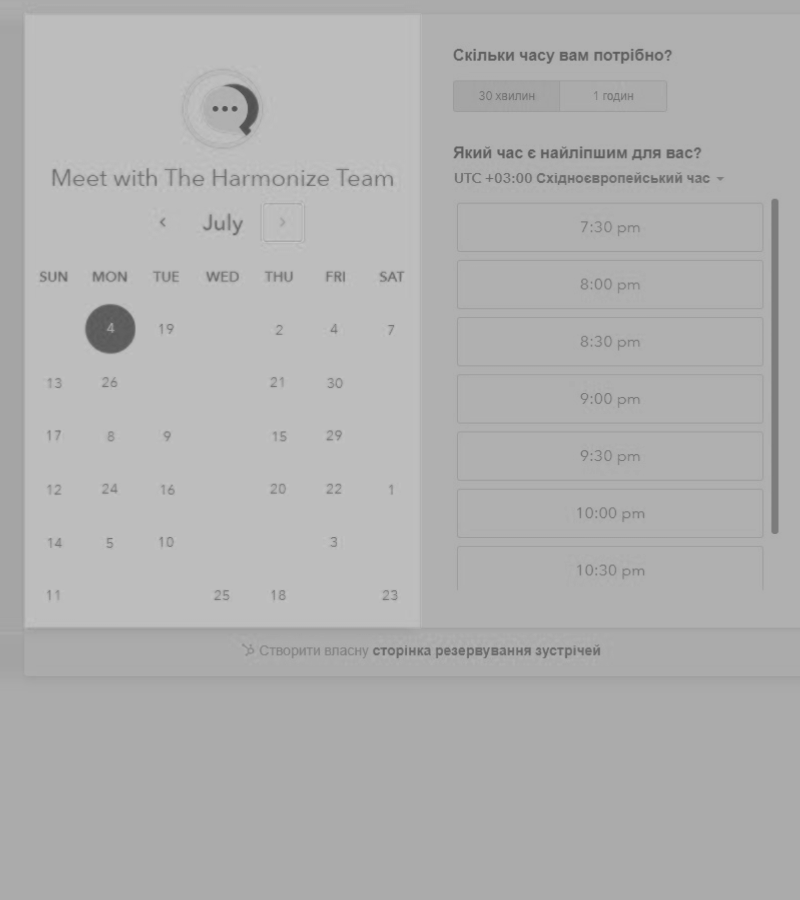 Meet with The Harmonize Team
July
SUN MON TUE WED THU FRI SAT
4 19 2 4 7
13 26 21 30
17 8 9 15 29
12 24 16 20 22 1
14 5 10 3
11 25 18 23
Скільки часу вам потрібно?
30 хвилин 1 годин
Який час є найліпшим для вас?
UTC +03:00 Східноєвропейський час
7:30 pm
8:00 pm
8:30 pm
9:00 pm
9:30 pm
10:00 pm
10:30 pm
Створити власну сторінка резервування зустрічей